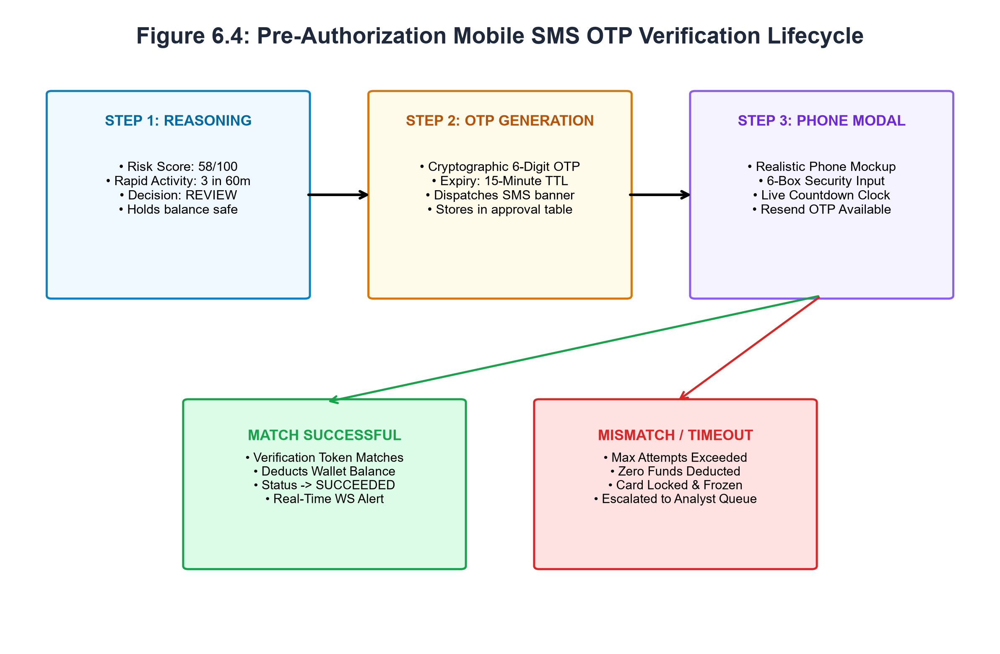 Figure 6.4: Pre-Authorization Mobile SMS OTP Verification Lifecycle
STEP 1: REASONING
• Risk Score: 58/100
• Rapid Activity: 3 in 60m
• Decision: REVIEW
• Holds balance safe
STEP 2: OTP GENERATION
• Cryptographic 6-Digit OTP
• Expiry: 15-Minute TTL
• Dispatches SMS banner
• Stores in approval table
STEP 3: PHONE MODAL
• Realistic Phone Mockup
• 6-Box Security Input
• Live Countdown Clock
• Resend OTP Available
MATCH SUCCESSFUL
• Verification Token Matches
• Deducts Wallet Balance
• Status -> SUCCEEDED
• Real-Time WS Alert
MISMATCH / TIMEOUT
• Max Attempts Exceeded
• Zero Funds Deducted
• Card Locked & Frozen
• Escalated to Analyst Queue